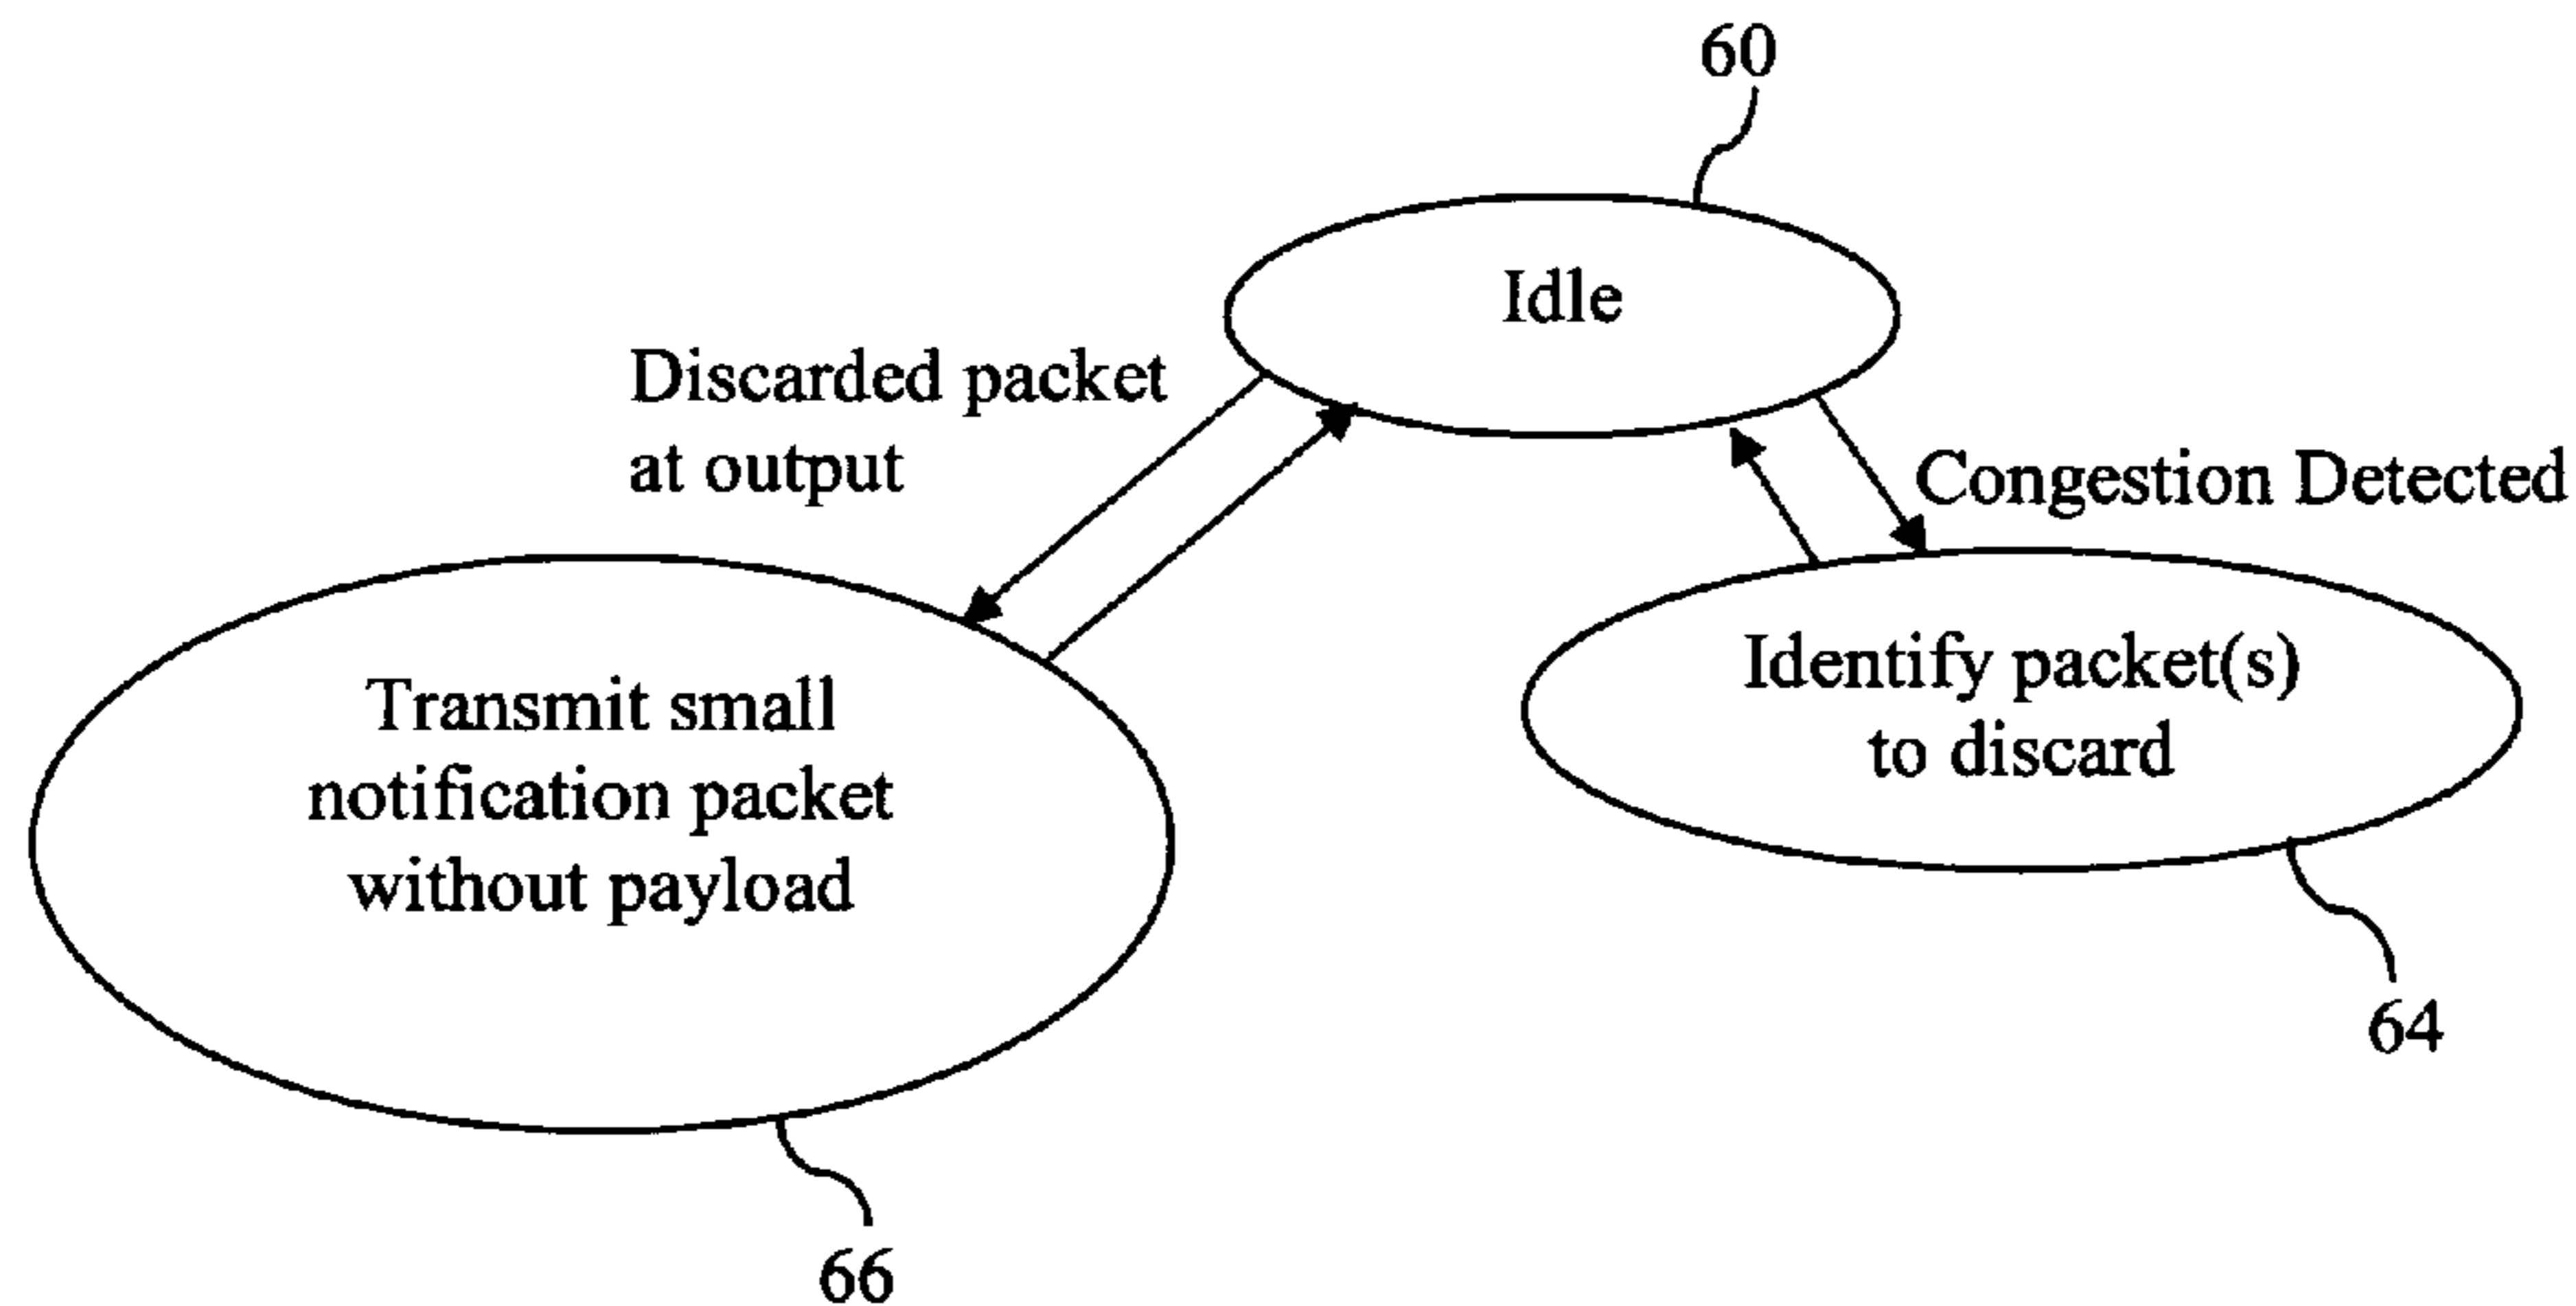 60
Idle
Discarded packet
at output
Congestion Detected
Transmit small
notification packet
without payload
Identify packet(s)
to discard
64
66